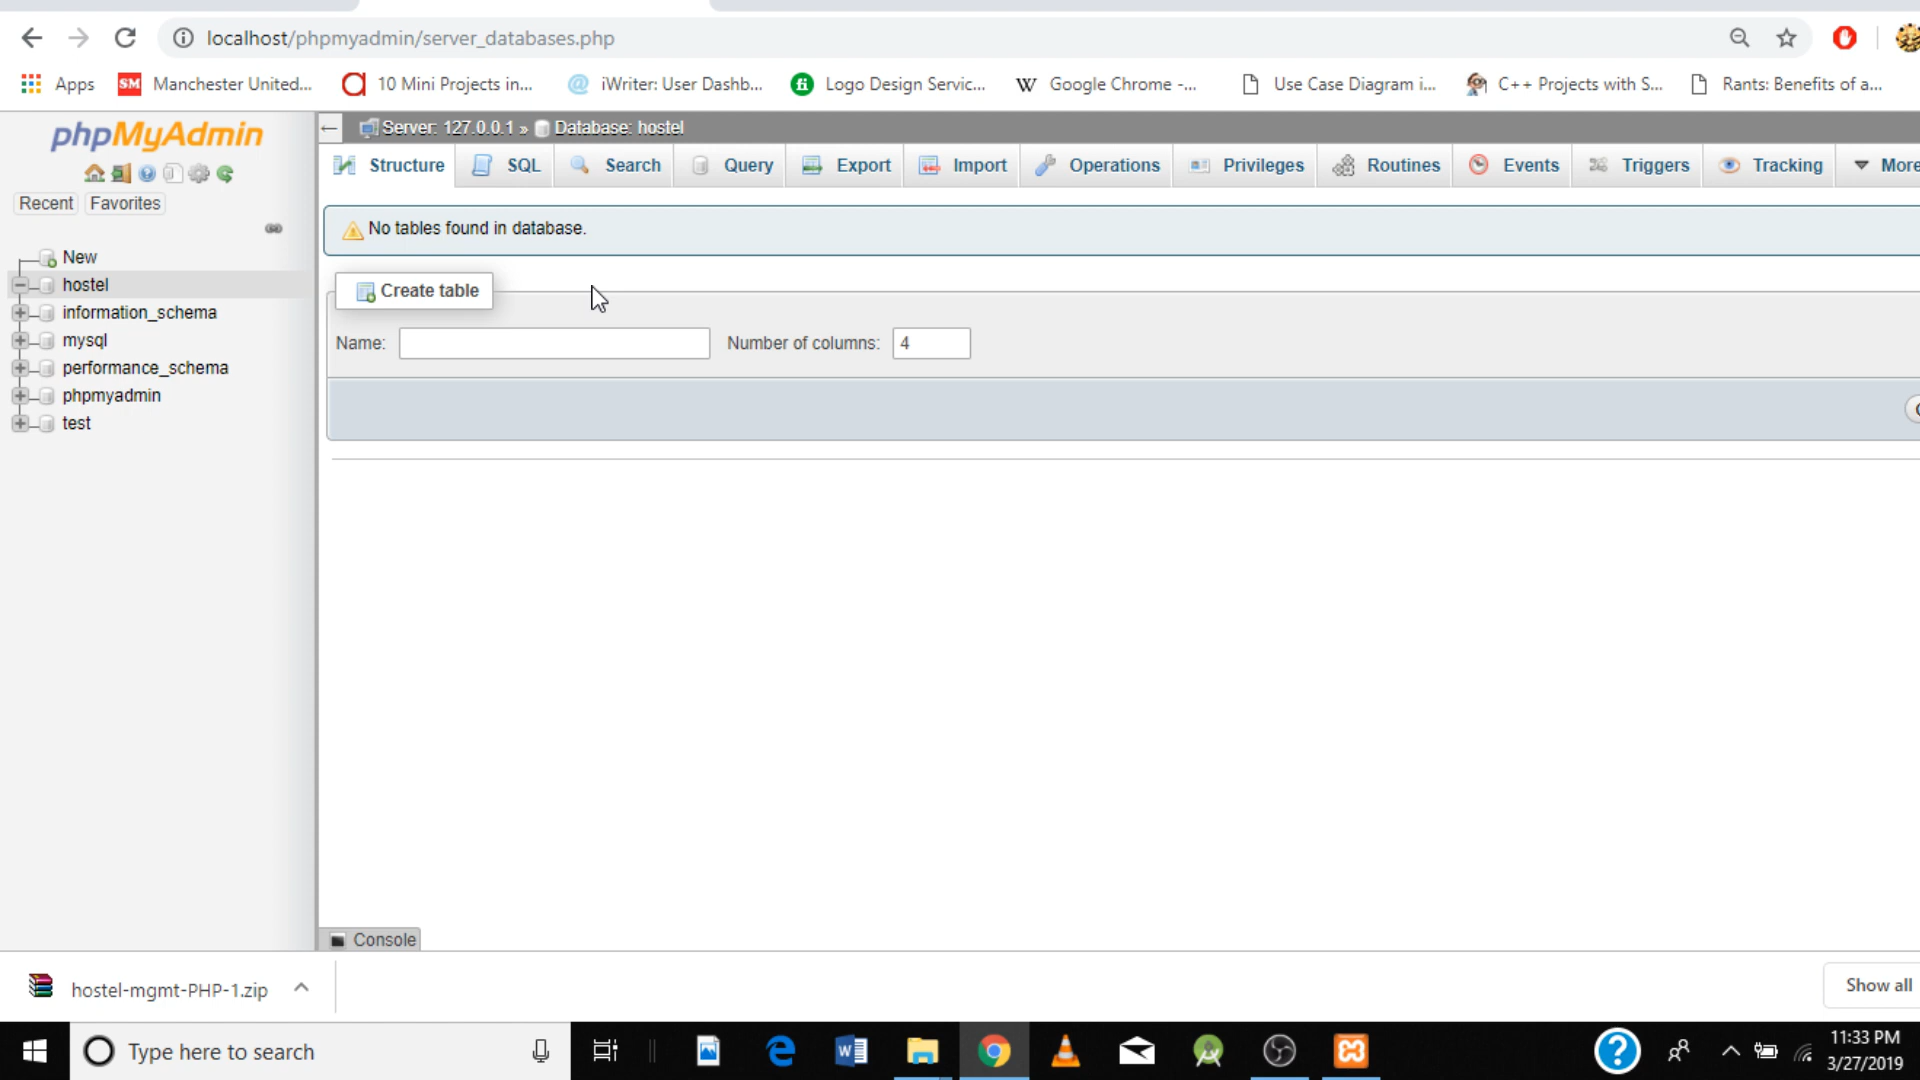 localhost/phpmyadmin/server_databases.php
Apps SM Manchester United... 10 Mini Projects in... iWriter: User Dashb... fi Logo Design Servic... W Google Chrome -... Use Case Diagram i... C++ Projects with S... Rants: Benefits of a...
phpMyAdmin
Recent Favorites
New
hostel
information_schema
mysql
performance_schema
phpmyadmin
test
Server: 127.0.0.1 » Database: hostel
Structure SQL Search Query Export Import Operations Privileges Routines Events Triggers Tracking More
No tables found in database.
Create table
Name: Number of columns: 4
Console
hostel-mgmt-PHP-1.zip
Show all
Type here to search
11:33 PM
3/27/2019